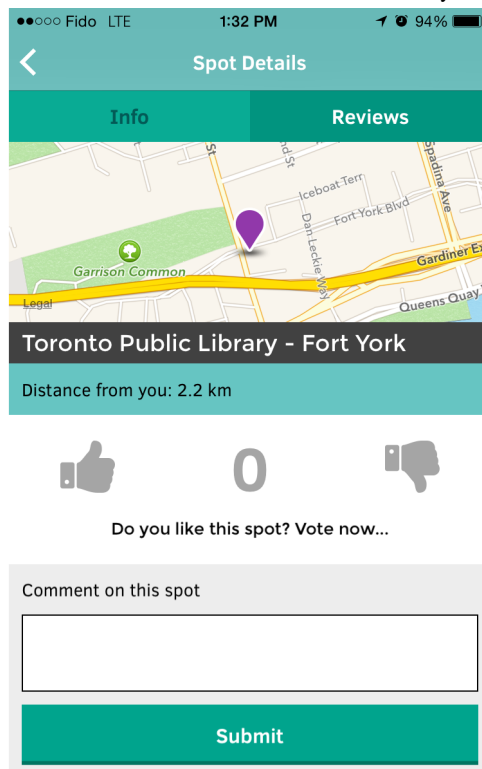 Fido LTE 1:32 PM 94%
Spot Details
Info Reviews
St
nd St
Spadina Ave
Iceboat Terr
Fort York Blvd
Dan Leckie Way
Garrison Common
Gardiner Ex
Legal
Queens Quay
Toronto Public Library - Fort York
Distance from you: 2.2 km
0
Do you like this spot? Vote now...
Comment on this spot
Submit